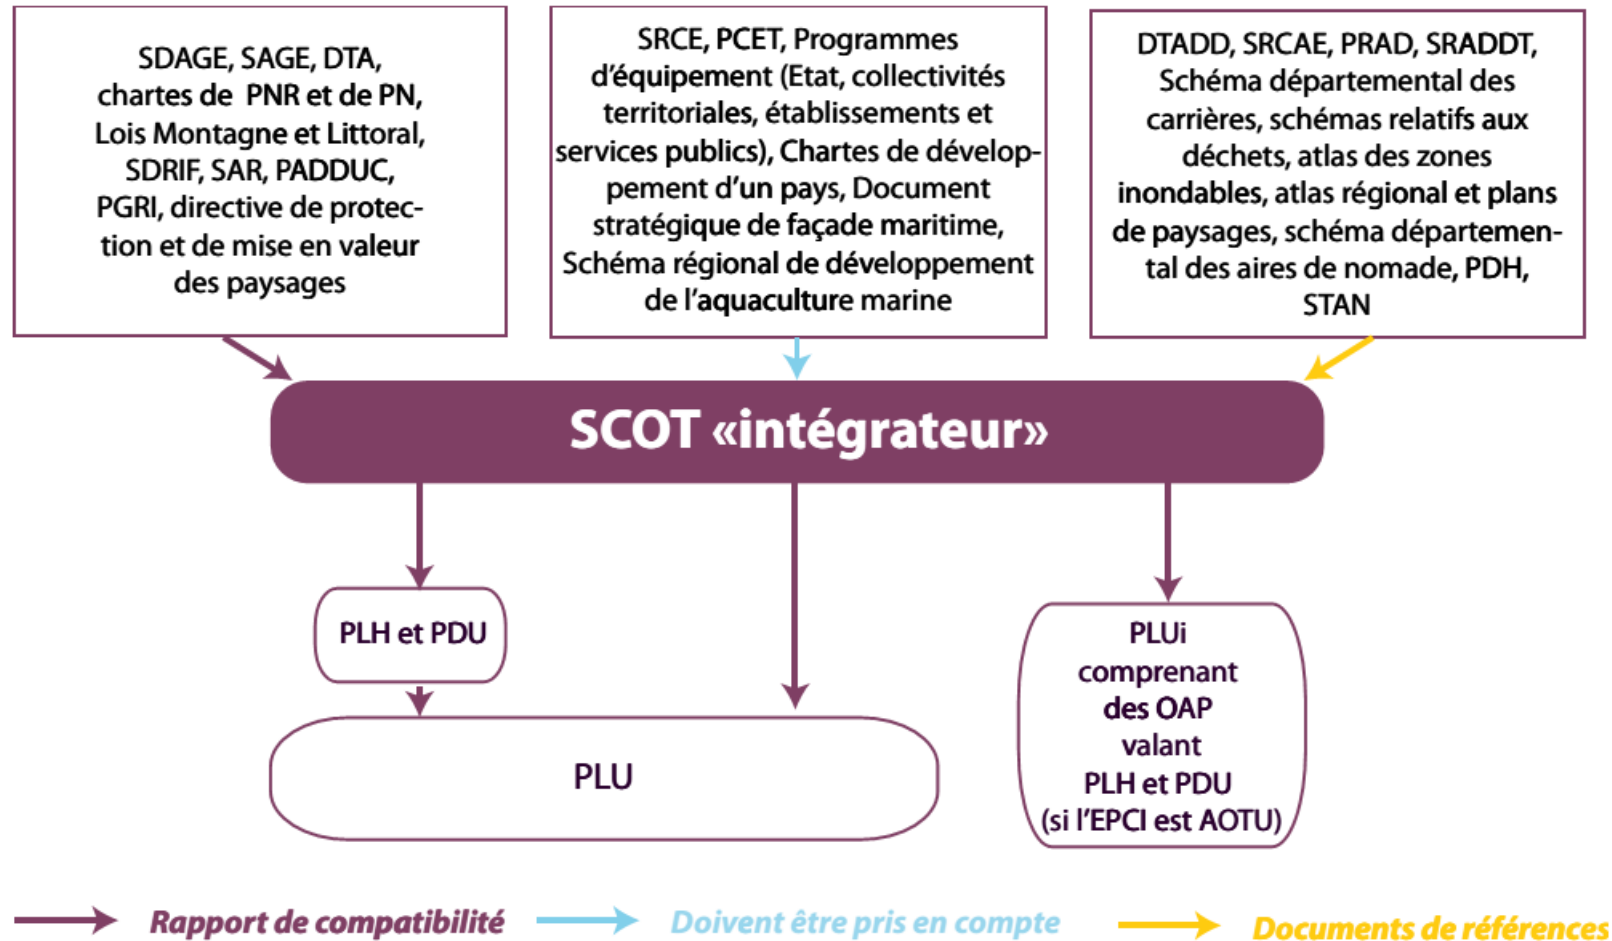 SDAGE, SAGE, DTA,
chartes de PNR et de PN,
Lois Montagne et Littoral,
SDRIF, SAR, PADDUC,
PGRI, directive de protec-
tion et de mise en valeur
des paysages
SRCE, PCET, Programmes
d'équipement (Etat, collectivités
territoriales, établissements et
services publics), Chartes de dévelop-
pement d'un pays, Document
stratégique de façade maritime,
Schéma régional de développement
de l'aquaculture marine
DTADD, SRCAE, PRAD, SRADDT,
Schéma départemental des
carrières, schémas relatifs aux
déchets, atlas des zones
inondables, atlas régional et plans
de paysages, schéma départemen-
tal des aires de nomade, PDH,
STAN
SCOT «intégrateur»
PLH et PDU
PLU
PLUi
comprenant
des OAP
valant
PLH et PDU
(si l'EPCI est AOTU)
Rapport de compatibilité
Doivent être pris en compte
Documents de références